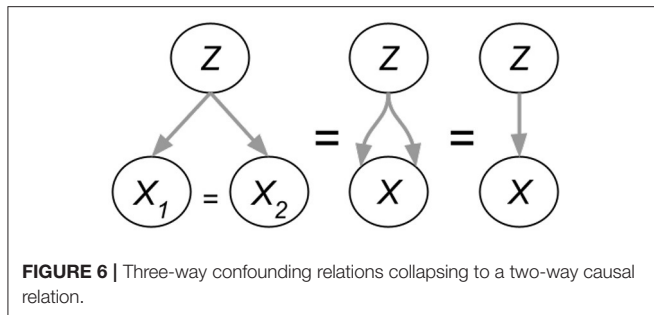 Z Z Z
= =
X1 = X2 X X
FIGURE 6 | Three-way confounding relations collapsing to a two-way causal
relation.